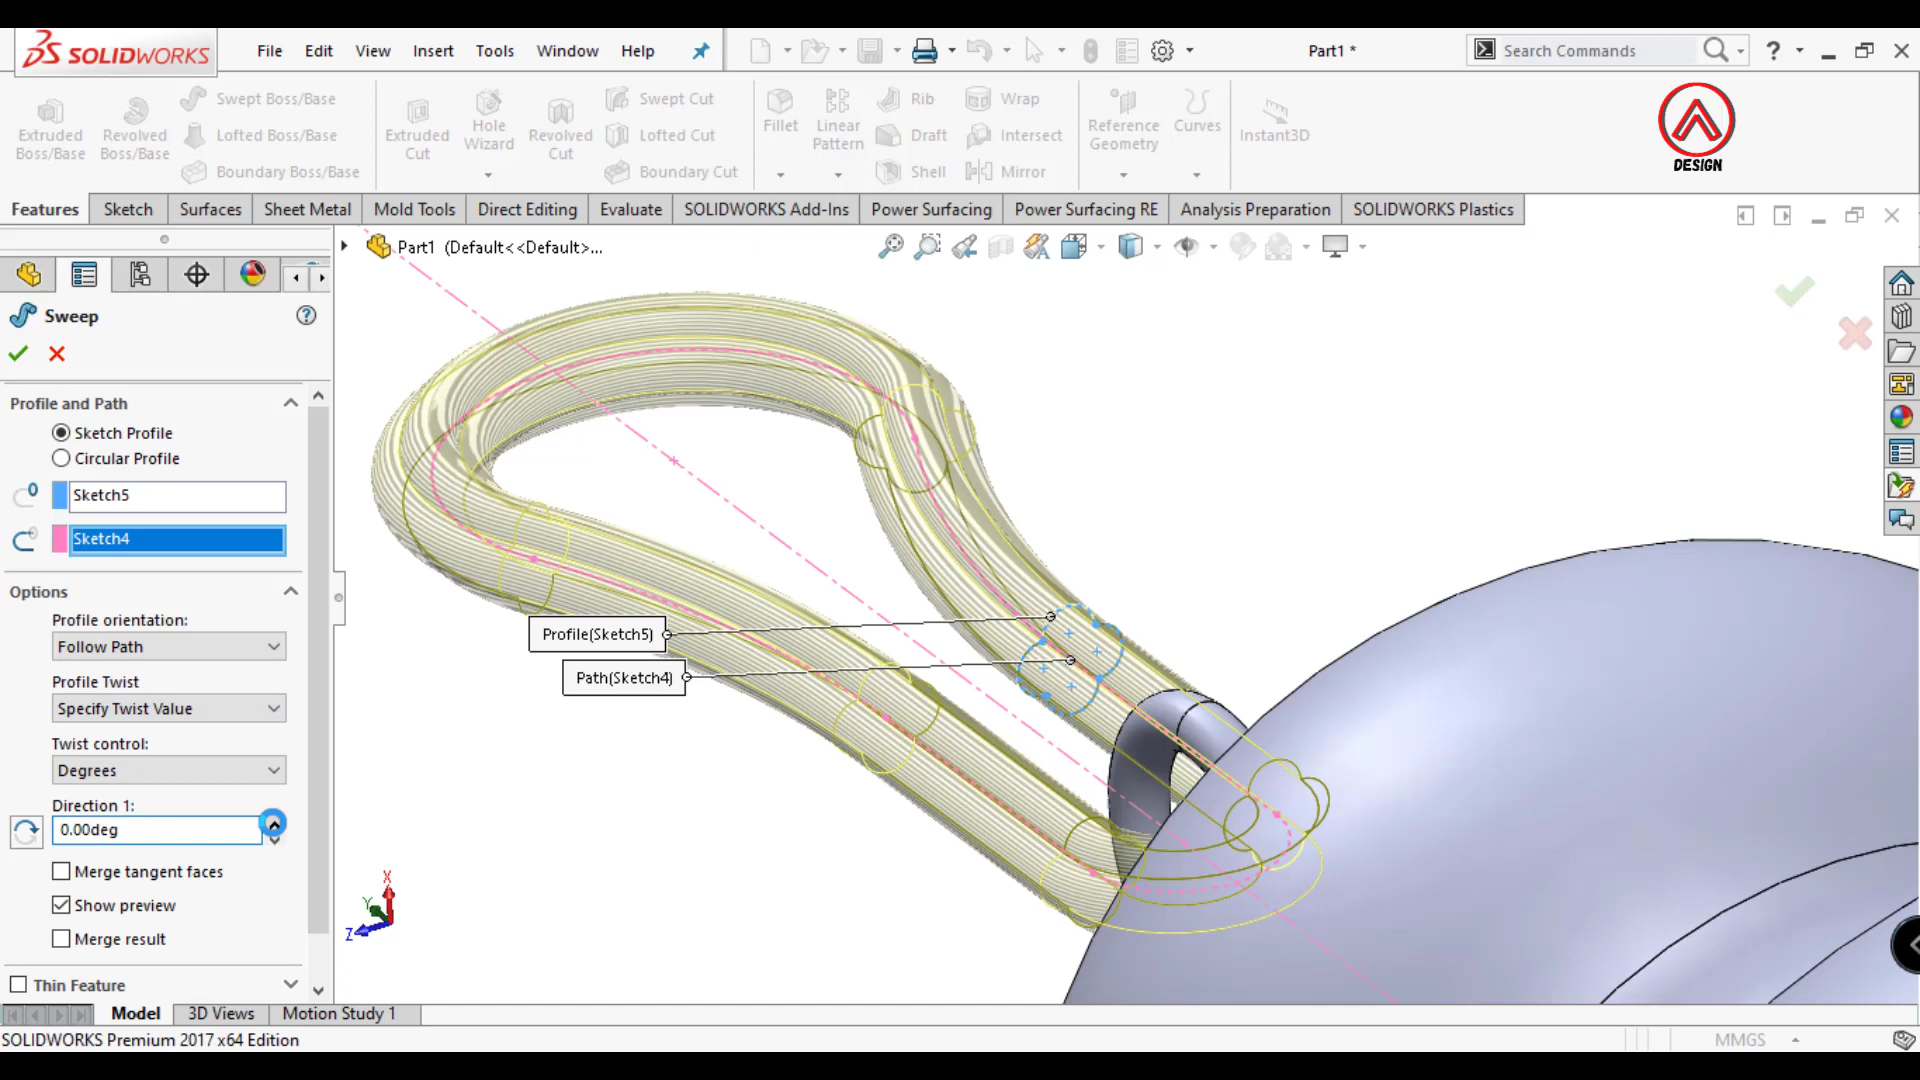 SOLIDWORKS
File Edit View Insert Tools Window Help
Part1 *
Search Commands
?
Extruded Boss/Base
Revolved Boss/Base
Swept Boss/Base
Lofted Boss/Base
Boundary Boss/Base
Extruded Cut
Hole Wizard
Revolved Cut
Swept Cut
Lofted Cut
Boundary Cut
Fillet
Linear Pattern
Rib
Draft
Shell
Wrap
Intersect
Mirror
Reference Geometry
Curves
Instant3D
DESIGN
Features Sketch Surfaces Sheet Metal Mold Tools Direct Editing Evaluate SOLIDWORKS Add-Ins Power Surfacing Power Surfacing RE Analysis Preparation SOLIDWORKS Plastics
Part1 (Default<<Default>...
Sweep
Profile and Path
Sketch Profile
Circular Profile
Sketch5
Sketch4
Options
Profile orientation:
Follow Path
Profile Twist
Specify Twist Value
Twist control:
Degrees
Direction 1:
0.00deg
Merge tangent faces
Show preview
Merge result
Thin Feature
Profile(Sketch5)
Path(Sketch4)
X
Y
Z
Model 3D Views Motion Study 1
SOLIDWORKS Premium 2017 x64 Edition
MMGS